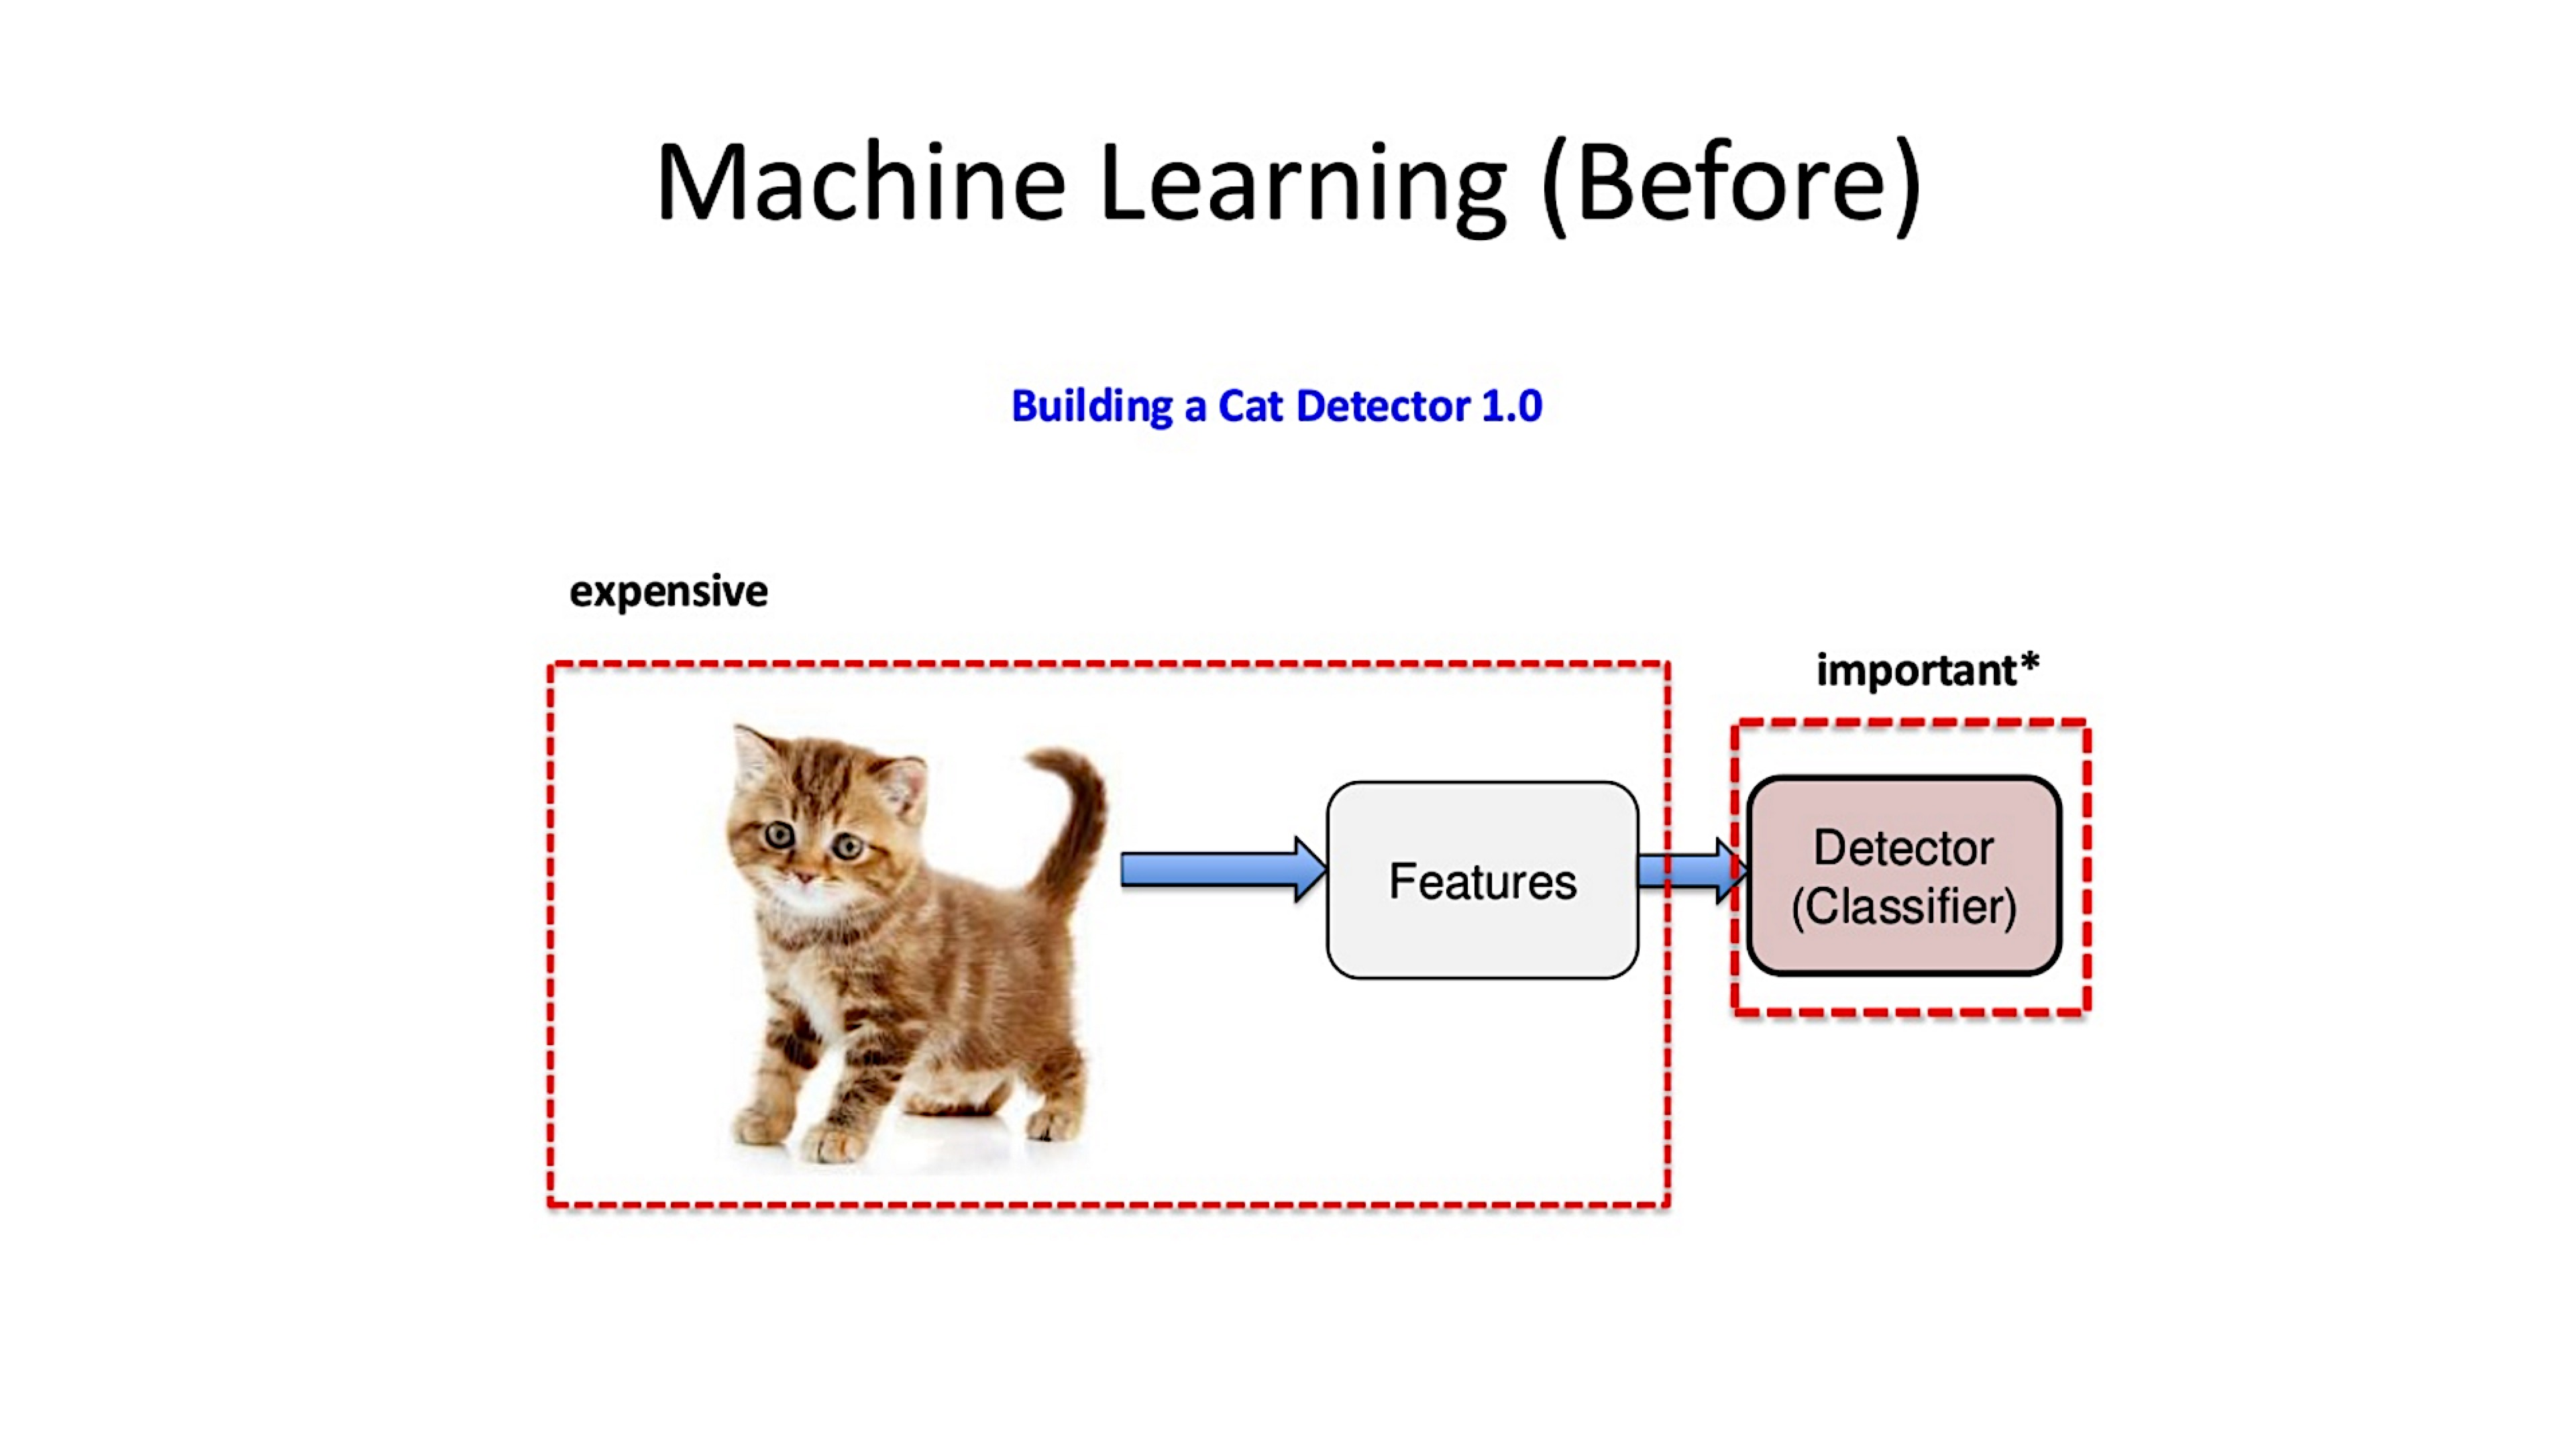 Machine Learning (Before)
Building a Cat Detector 1.0
expensive
important*
Features
Detector
(Classifier)